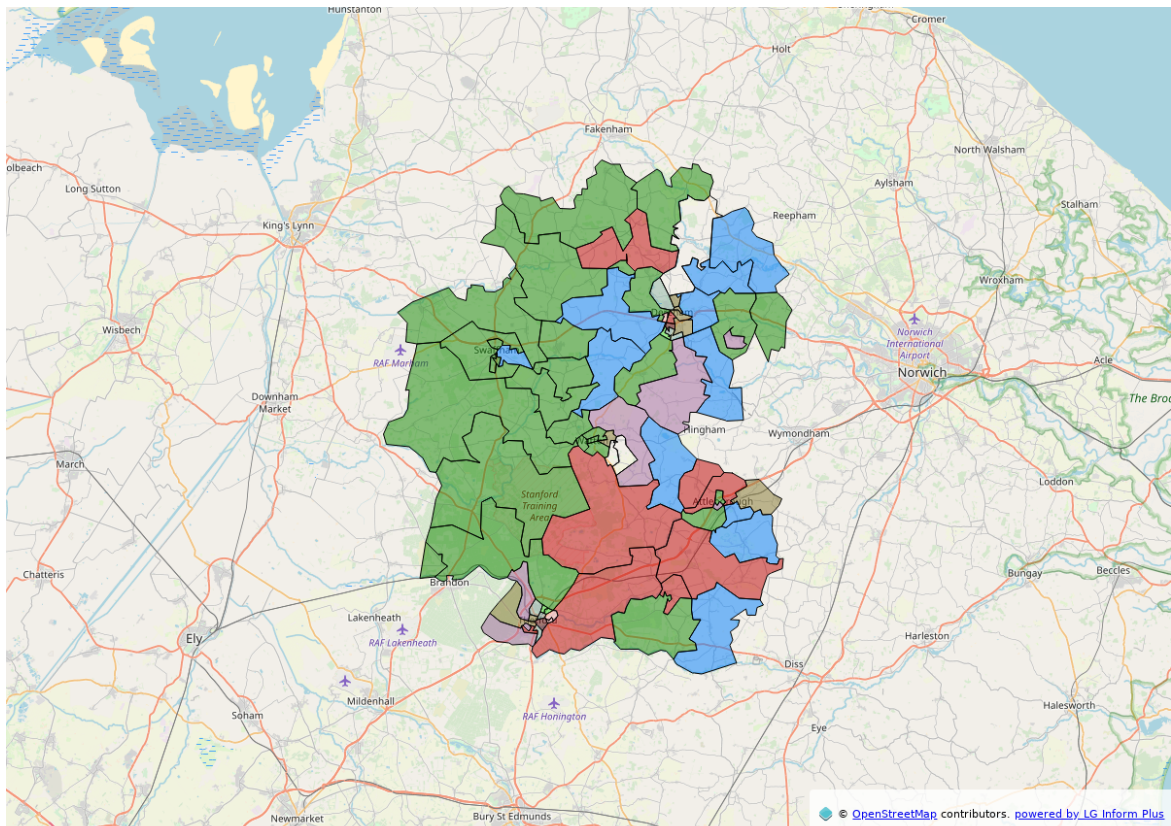 Hunstanton
Cromer
Holt
Fakenham
North Walsham
Long Sutton
Aylsham
Stalham
Reepham
King's Lynn
Wroxham
Wisbech
Norwich
International
Airport
RAF Marham
Acle
Norwich
Downham
Market
Hingham
Wymondham
March
Loddon
Stanford
Training
Area
Attleborough
Chatteris
Brandon
Bungay
Beccles
Lakenheath
Ely
RAF Lakenheath
Harleston
Diss
Mildenhall
Soham
RAF Honington
Eye
Halesworth
Newmarket
Bury St Edmunds
© OpenStreetMap contributors. powered by LG Inform Plus